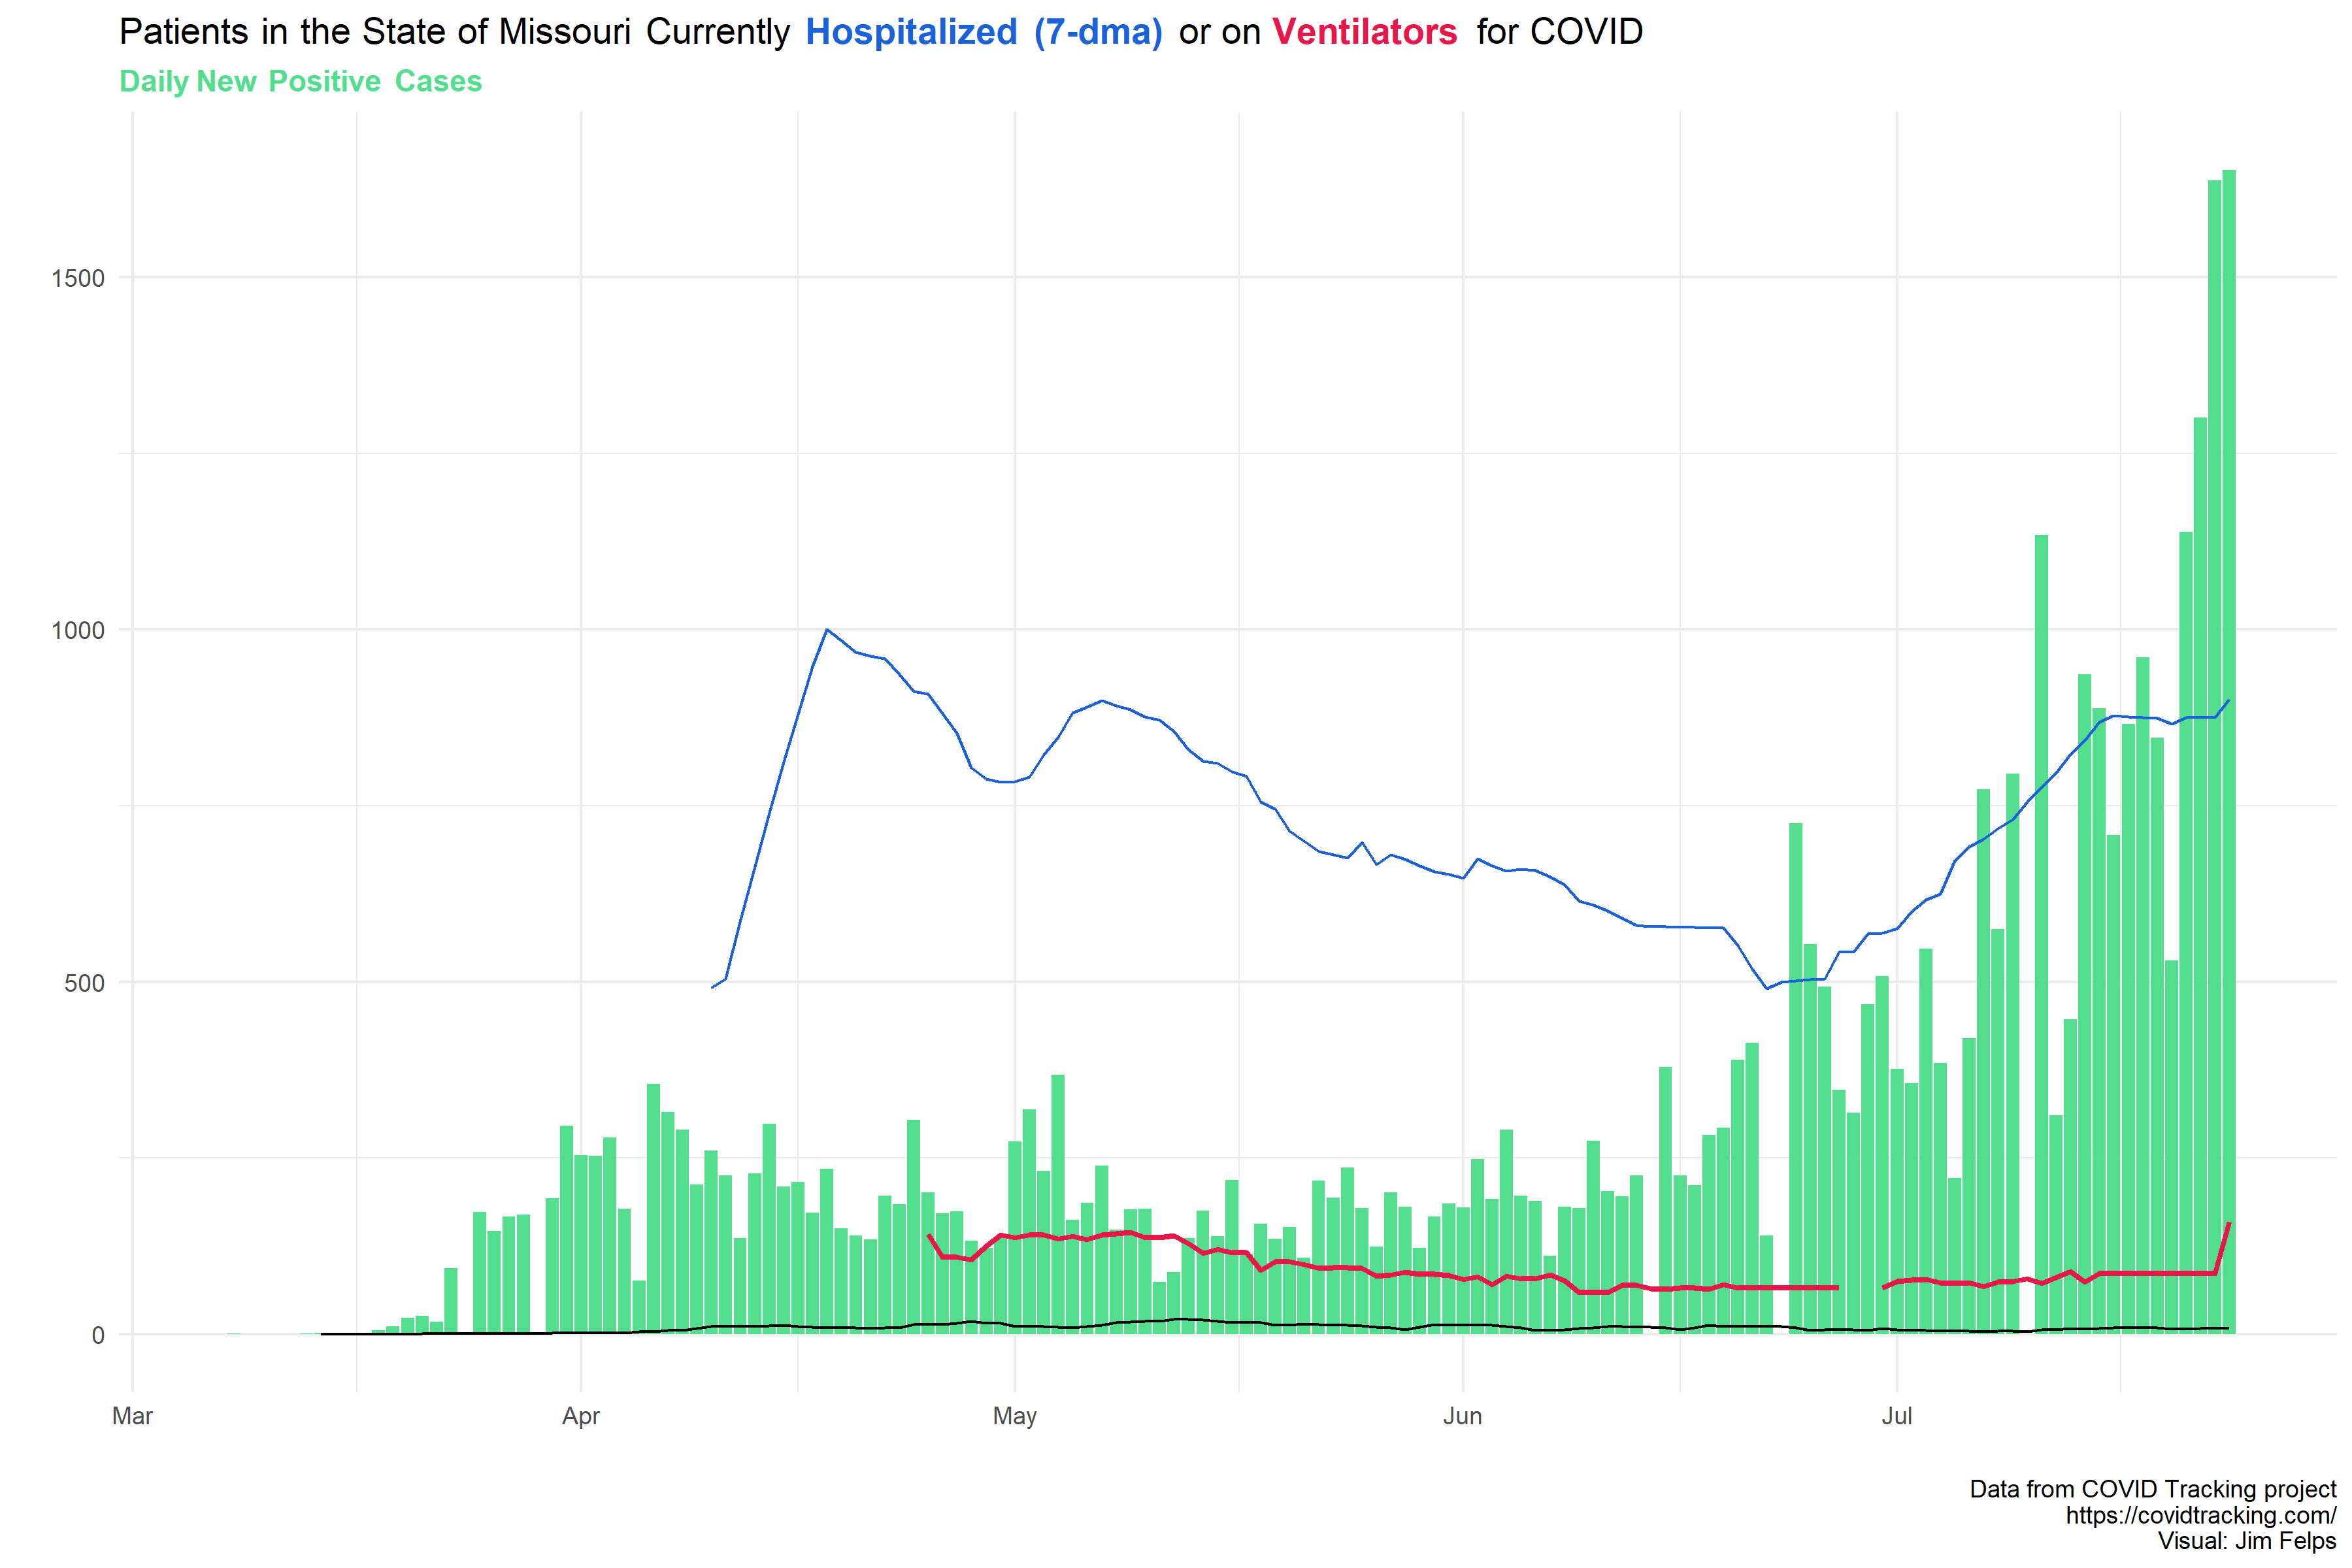 Patients in the State of Missouri Currently Hospitalized (7-dma) or on Ventilators for COVID
Daily New Positive Cases
1500
1000
500
0
Mar Apr May Jun Jul
Data from COVID Tracking project
https://covidtracking.com/
Visual: Jim Felps